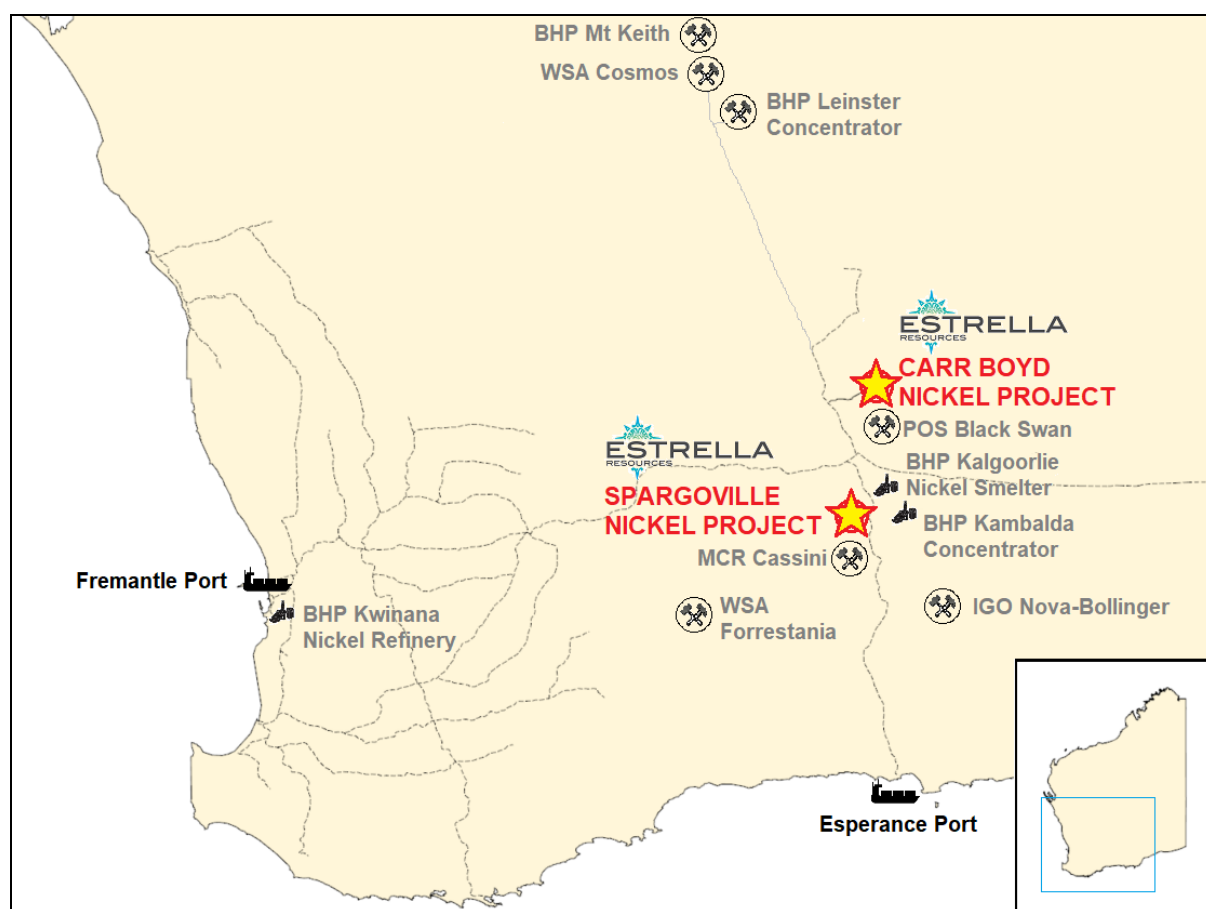 BHP Mt Keith
WSA Cosmos
BHP Leinster
Concentrator
ESTRELLA
RESOURCES
CARR BOYD
NICKEL PROJECT
POS Black Swan
ESTRELLA
RESOURCES
BHP Kalgoorlie
Nickel Smelter
SPARGOVILLE
NICKEL PROJECT
BHP Kambalda
Concentrator
MCR Cassini
Fremantle Port
BHP Kwinana
Nickel Refinery
WSA
Forrestania
IGO Nova-Bollinger
Esperance Port